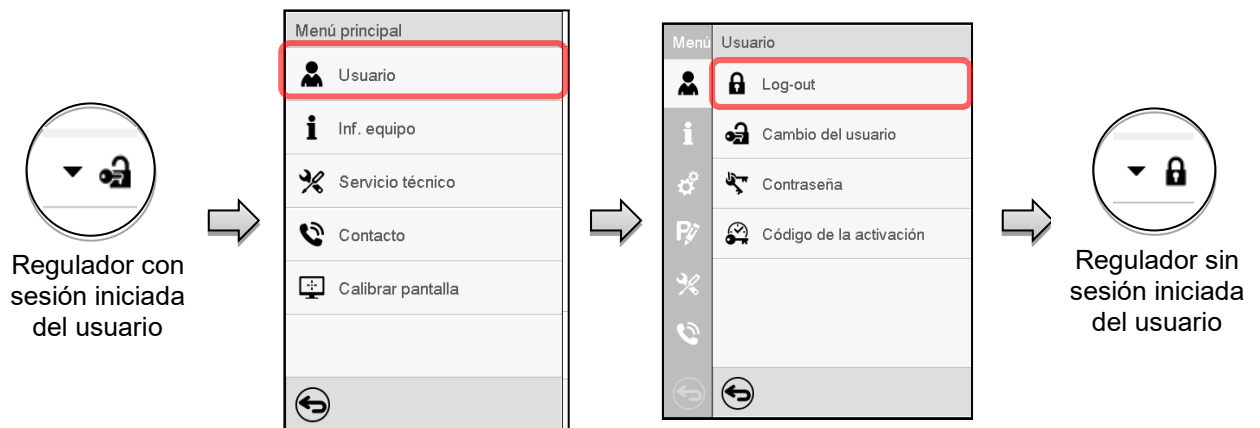 Regulador con
sesión iniciada
del usuario
Menú principal
Usuario
Inf. equipo
Servicio técnico
Contacto
Calibrar pantalla
Menú
Usuario
Log-out
Cambio del usuario
Contraseña
Código de la activación
Regulador sin
sesión iniciada
del usuario